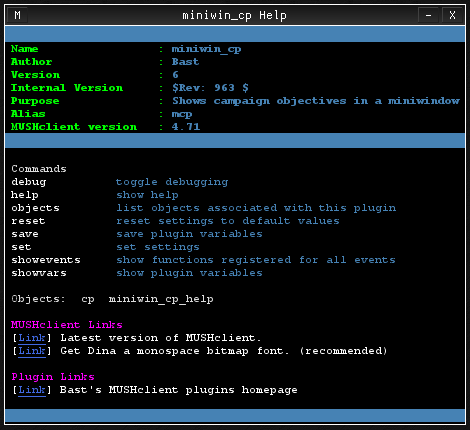 M miniwin_cp Help – X
Name : miniwin_cp
Author : Bast
Version : 6
Internal Version : $Rev: 963 $
Purpose : Shows campaign objectives in a miniwindow
Alias : mcp
MUSHclient version : 4.71
Commands
debug toggle debugging
help show help
objects list objects associated with this plugin
reset reset settings to default values
save save plugin variables
set set settings
showevents show functions registered for all events
showvars show plugin variables
Objects: cp miniwin_cp_help
MUSHclient Links
[Link] Latest version of MUSHclient.
[Link] Get Dina a monospace bitmap font. (recommended)
Plugin Links
[Link] Bast's MUSHclient plugins homepage